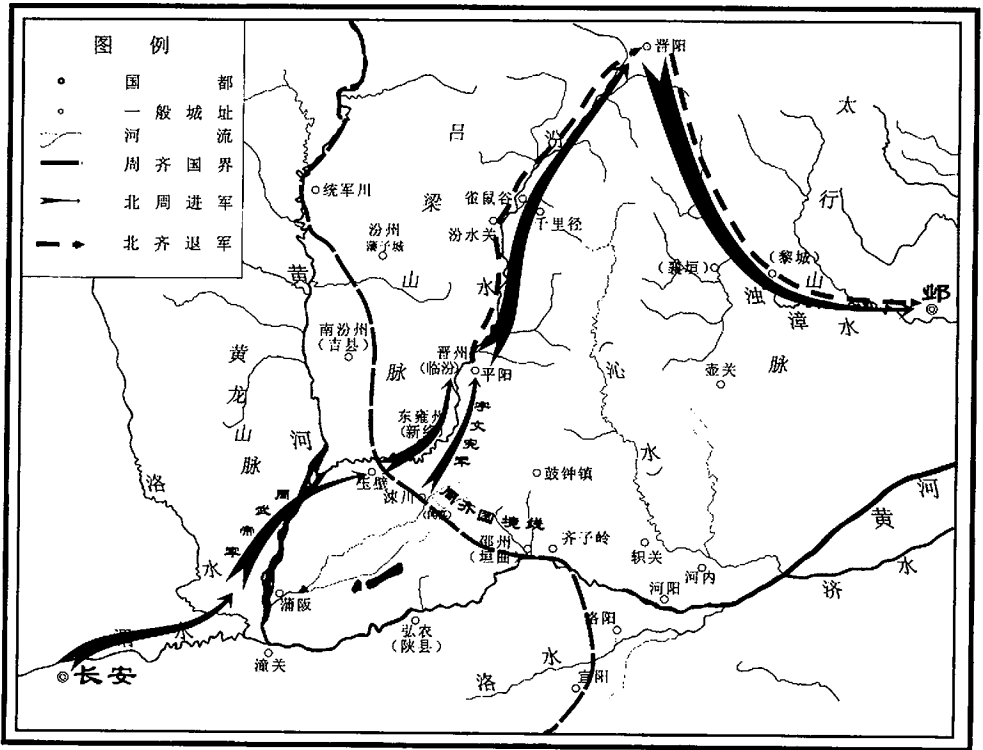 图 例
国 都
一 般 城 址
河 流
周 齐 国 界
北 周 进 军
北 齐 退 军
晋阳
太
行
山
脉
吕
梁
山
脉
汾
水
统军川
雀鼠谷
千里径
汾州
蒲子城
汾水关
(襄垣)
(黎城)
邺
浊
漳
水
黄
河
南汾州
(吉县)
晋州
(临汾)
平阳
壶关
沁
水
黄
龙
山
脉
东雍州
(新绛)
宇文宪军
洛
水
周武帝军
玉壁
涑川
鼓钟镇
周齐国境线
邵州
(垣曲)
齐子岭
轵关
河内
河阳
黄
河
济
水
蒲阪
弘农
(陕县)
洛阳
洛
水
宜阳
渭
水
潼关
长安